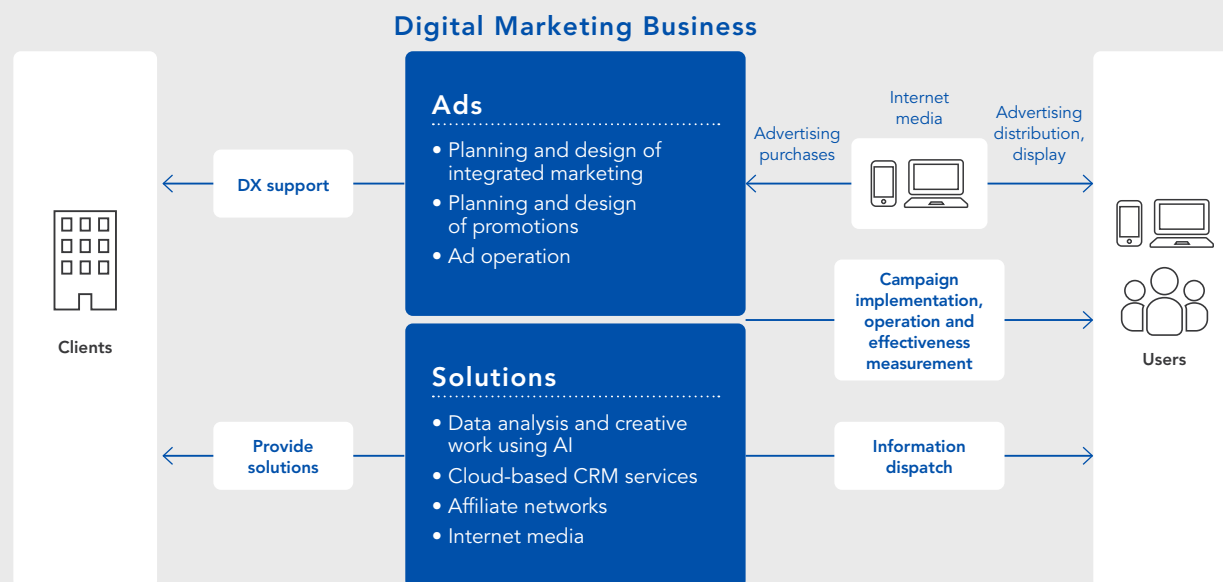 Digital Marketing Business
Clients
DX support
Provide
solutions
Ads
• Planning and design of
integrated marketing
• Planning and design
of promotions
• Ad operation
Solutions
• Data analysis and creative
work using AI
• Cloud-based CRM services
• Affiliate networks
• Internet media
Advertising
purchases
Internet
media
Advertising
distribution,
display
Campaign
implementation,
operation and
effectiveness
measurement
Information
dispatch
Users